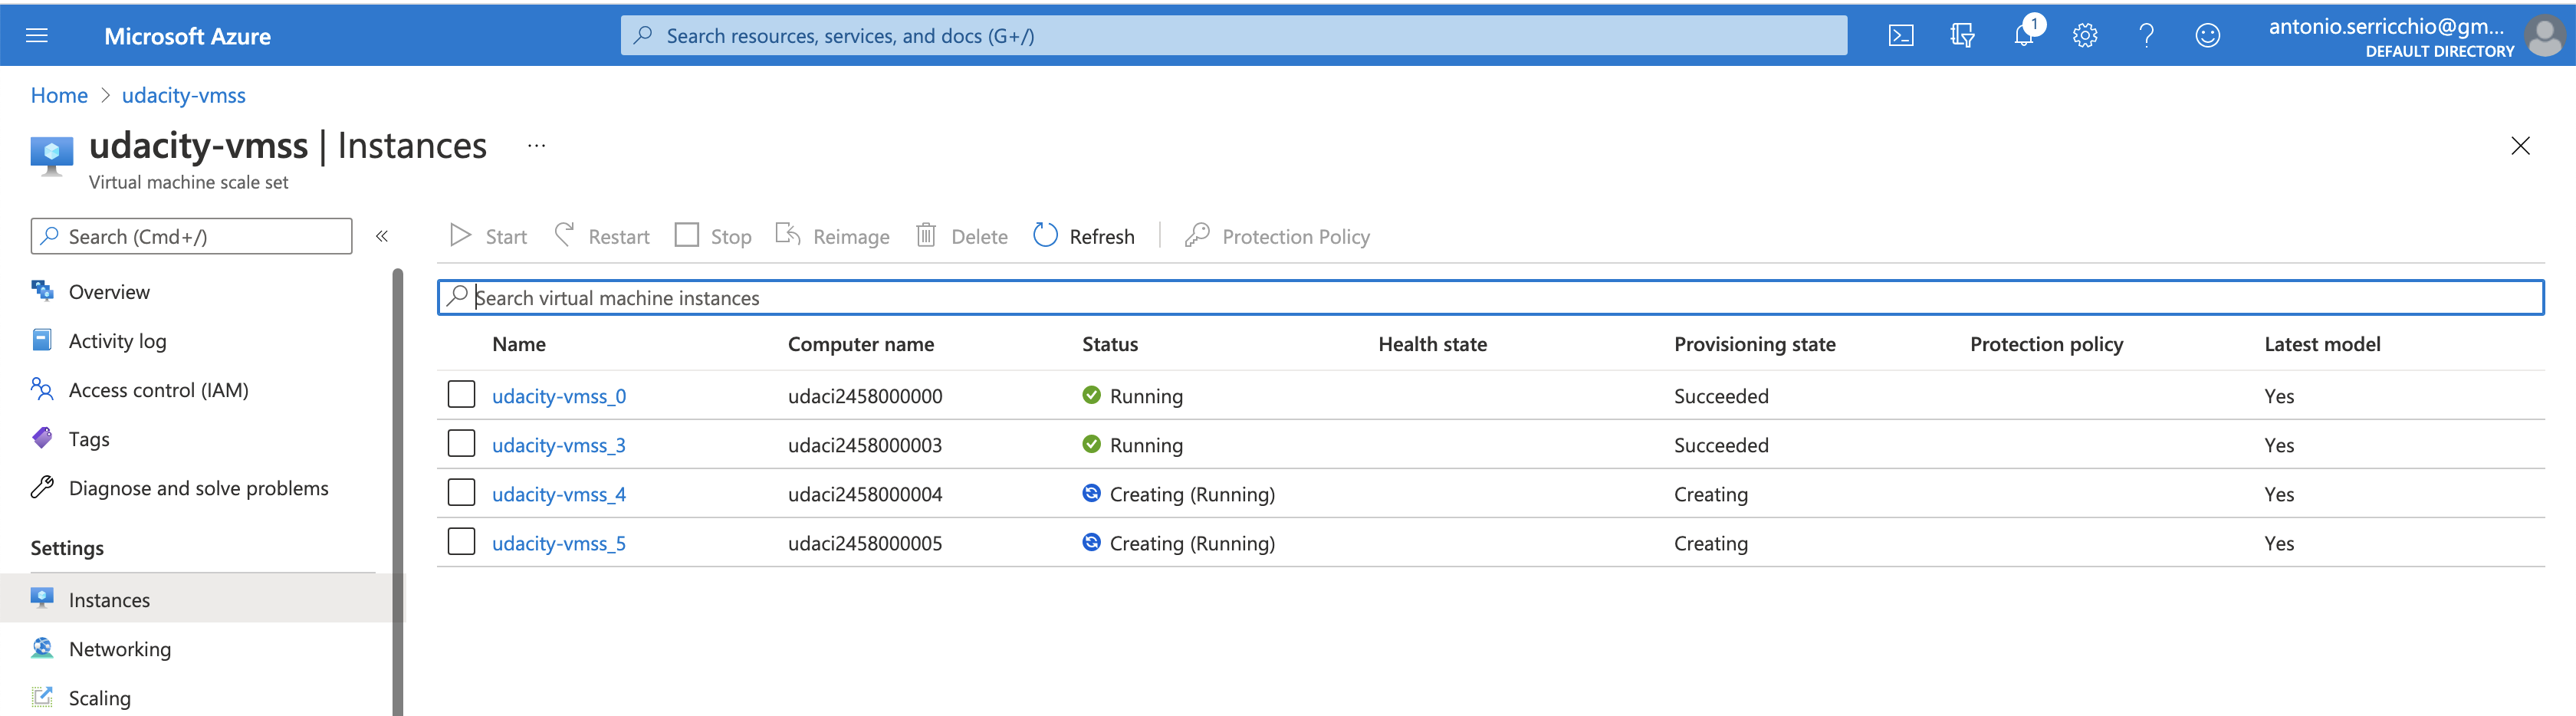 Microsoft Azure
Search resources, services, and docs (G+/)
1
antonio.serricchio@gm...
DEFAULT DIRECTORY
Home > udacity-vmss
udacity-vmss | Instances ...
Virtual machine scale set
Search (Cmd+/) «
Start Restart Stop Reimage Delete Refresh Protection Policy
Search virtual machine instances
Overview
Activity log
Access control (IAM)
Tags
Diagnose and solve problems
Settings
Instances
Networking
Scaling
Name Computer name Status Health state Provisioning state Protection policy Latest model
udacity-vmss_0 udaci2458000000 Running Succeeded Yes
udacity-vmss_3 udaci2458000003 Running Succeeded Yes
udacity-vmss_4 udaci2458000004 Creating (Running) Creating Yes
udacity-vmss_5 udaci2458000005 Creating (Running) Creating Yes